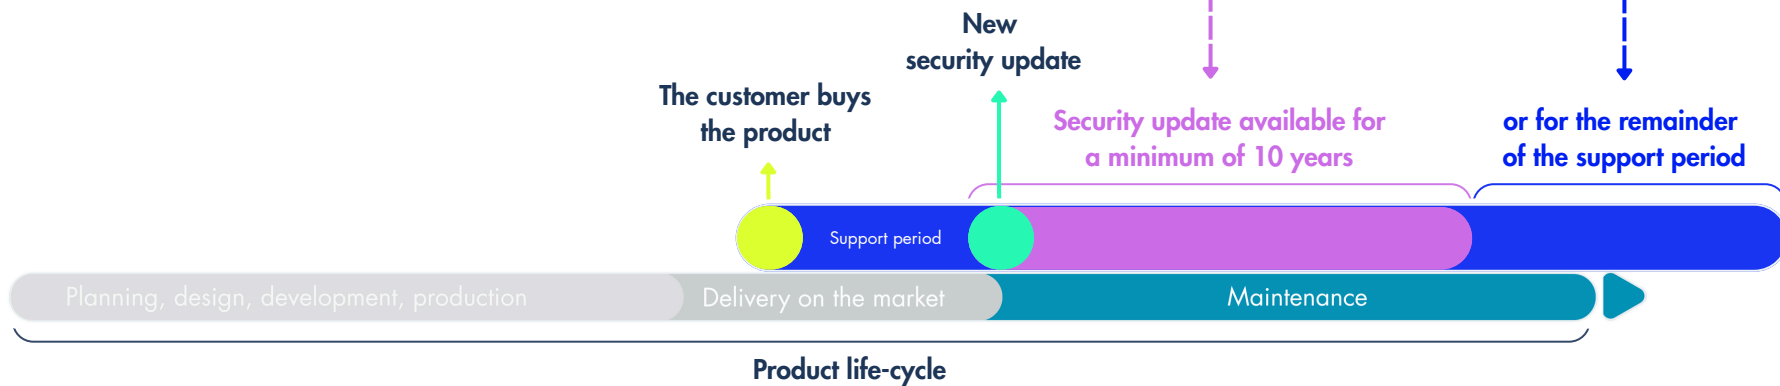 New
security update
The customer buys
the product
Security update available for
a minimum of 10 years
or for the remainder
of the support period
Support period
Planning, design, development, production
Delivery on the market
Maintenance
Product life-cycle